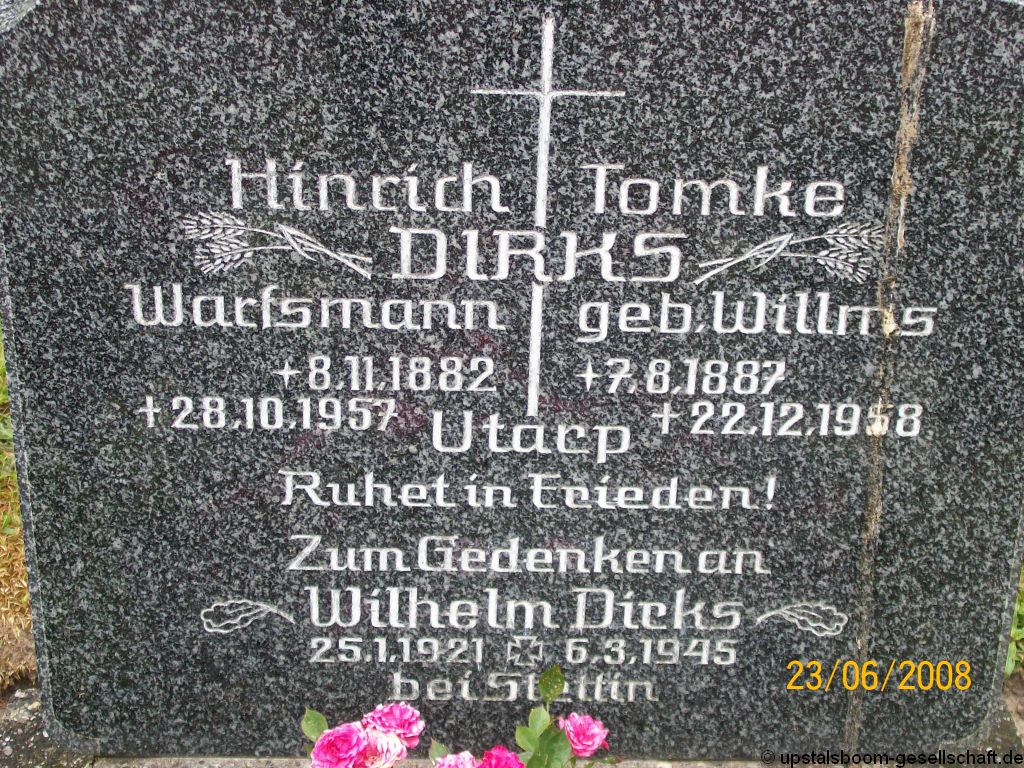 Hinrich Tomke
DIRKS
Warfsmann geb. Willms
+8.11.1882 +7.8.1887
+28.10.1957 +22.12.1958
Utarp
Ruhet in Frieden!
Zum Gedenken an
Wilhelm Dirks
25.1.1921 6.3.1945
bei Stettin
23/06/2008
© upstalsboom-gesellschaft.de